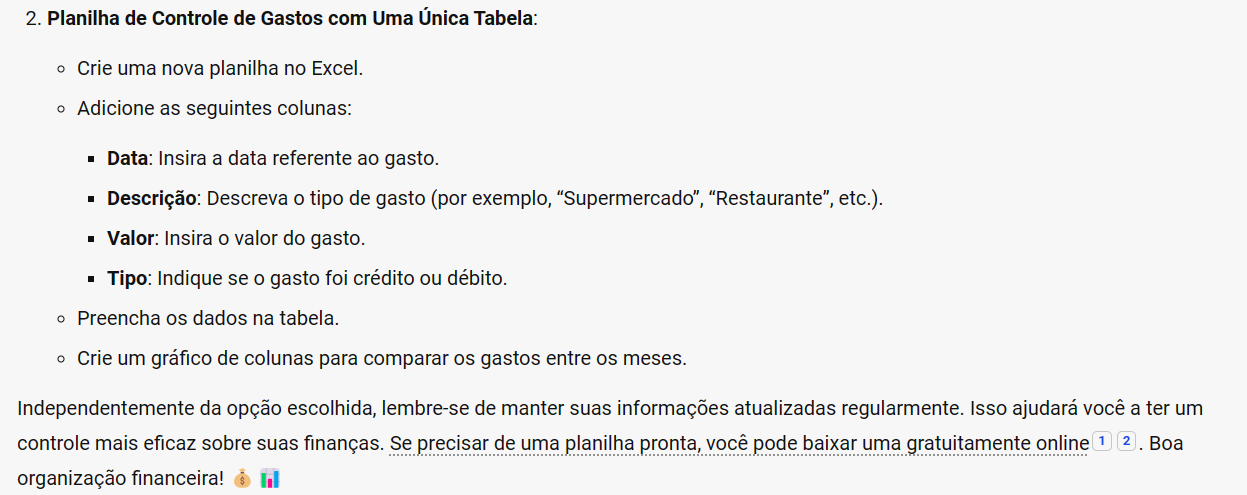 2. Planilha de Controle de Gastos com Uma Única Tabela:
Crie uma nova planilha no Excel.
Adicione as seguintes colunas:
Data: Insira a data referente ao gasto.
Descrição: Descreva o tipo de gasto (por exemplo, “Supermercado”, “Restaurante”, etc.).
Valor: Insira o valor do gasto.
Tipo: Indique se o gasto foi crédito ou débito.
Preencha os dados na tabela.
Crie um gráfico de colunas para comparar os gastos entre os meses.
Independentemente da opção escolhida, lembre-se de manter suas informações atualizadas regularmente. Isso ajudará você a ter um
controle mais eficaz sobre suas finanças. Se precisar de uma planilha pronta, você pode baixar uma gratuitamente online 1 2 . Boa
organização financeira! 💰 📊